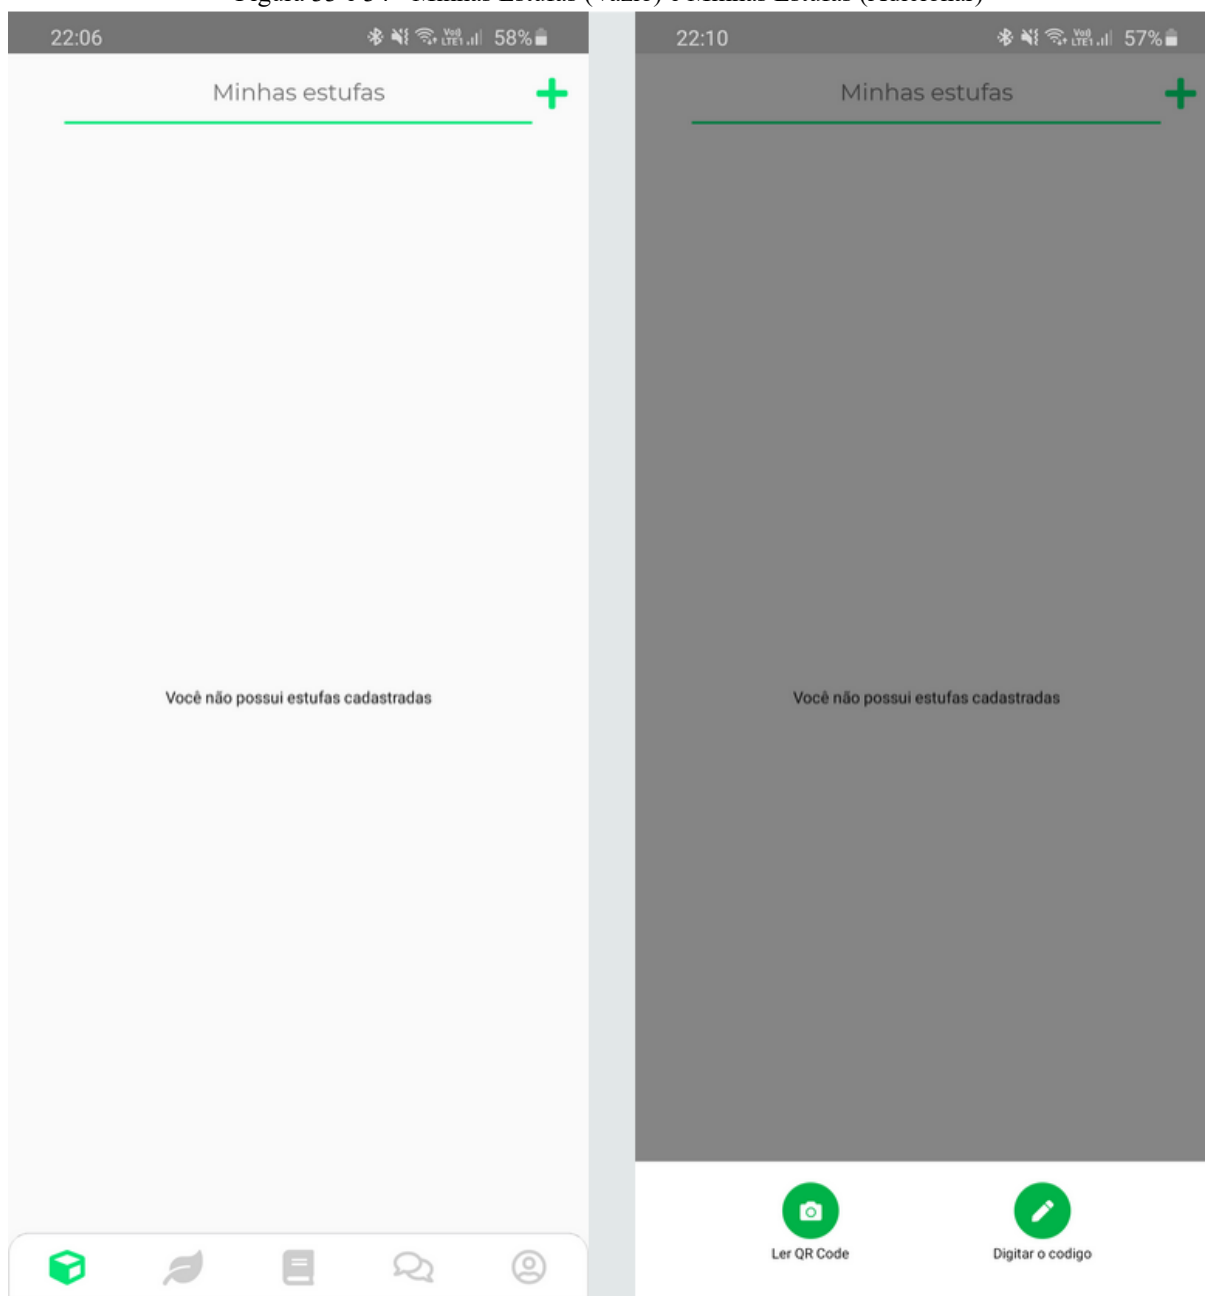 22:06 58%
Minhas estufas
Você não possui estufas cadastradas
22:10 57%
Minhas estufas
Você não possui estufas cadastradas
Ler QR Code
Digitar o codigo